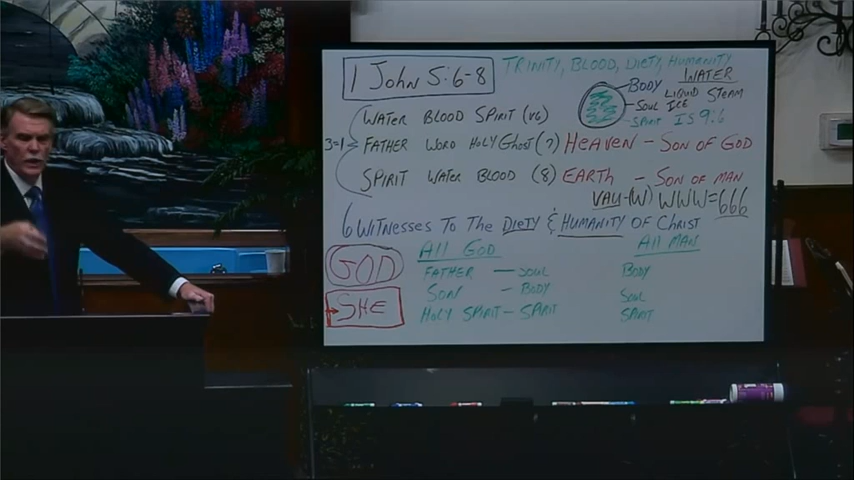 1 JOHN 5:6-8
TRINITY, BLOOD, DIETY, HUMANITY
WATER
BODY
LIQUID STEAM
SOUL ICE
SPIRIT IS 9:6
WATER BLOOD SPIRIT (V6)
3=1
FATHER WORD HOLY GHOST (7) HEAVEN - SON OF GOD
SPIRIT WATER BLOOD (8) EARTH - SON OF MAN
VAU-(W) WWW=666
6 WITNESSES TO THE DIETY & HUMANITY OF CHRIST
GOD
SHE
ALL GOD
FATHER — SOUL
SON - BODY
HOLY SPIRIT - SPIRIT
ALL MAN
BODY
SOUL
SPIRIT